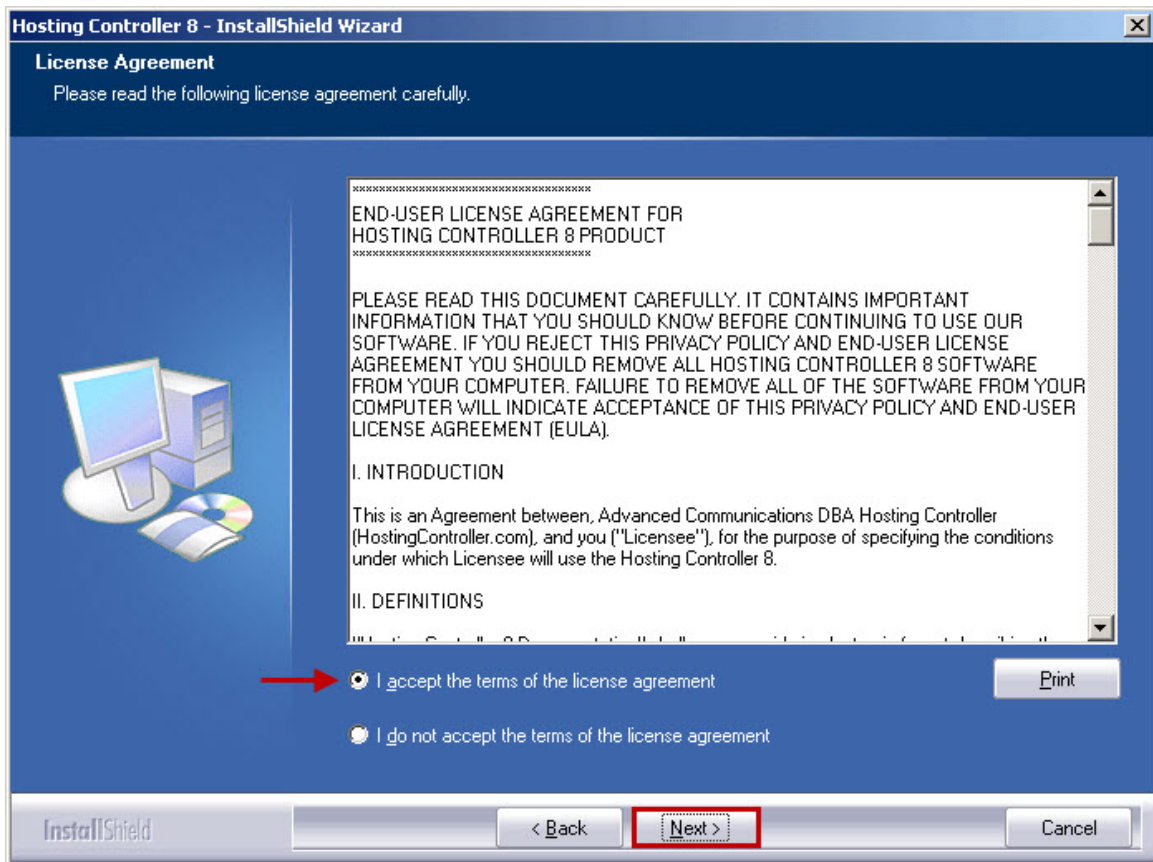 Hosting Controller 8 - InstallShield Wizard
License Agreement
Please read the following license agreement carefully.
************************************
END-USER LICENSE AGREEMENT FOR
HOSTING CONTROLLER 8 PRODUCT
************************************
PLEASE READ THIS DOCUMENT CAREFULLY. IT CONTAINS IMPORTANT
INFORMATION THAT YOU SHOULD KNOW BEFORE CONTINUING TO USE OUR
SOFTWARE. IF YOU REJECT THIS PRIVACY POLICY AND END-USER LICENSE
AGREEMENT YOU SHOULD REMOVE ALL HOSTING CONTROLLER 8 SOFTWARE
FROM YOUR COMPUTER. FAILURE TO REMOVE ALL OF THE SOFTWARE FROM YOUR
COMPUTER WILL INDICATE ACCEPTANCE OF THIS PRIVACY POLICY AND END-USER
LICENSE AGREEMENT (EULA).
I. INTRODUCTION
This is an Agreement between, Advanced Communications DBA Hosting Controller
(HostingController.com), and you ("Licensee"), for the purpose of specifying the conditions
under which Licensee will use the Hosting Controller 8.
II. DEFINITIONS
I accept the terms of the license agreement
Print
I do not accept the terms of the license agreement
InstallShield
< Back
Next >
Cancel